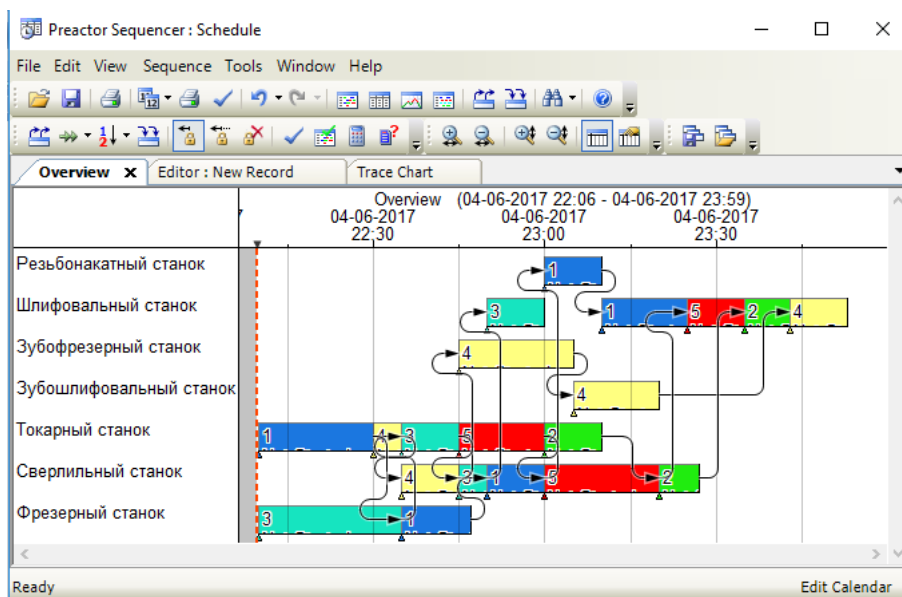 Preactor Sequencer : Schedule
File Edit View Sequence Tools Window Help
Overview X Editor : New Record Trace Chart
Overview (04-06-2017 22:06 - 04-06-2017 23:59)
04-06-2017 04-06-2017 04-06-2017
22:30 23:00 23:30
Резьбонакатный станок 1
Шлифовальный станок 3 1 5 2 4
Зубофрезерный станок 4
Зубошлифовальный станок 4
Токарный станок 1 4 3 5 2
Сверлильный станок 4 3 1 5 2
Фрезерный станок 3 1
Ready Edit Calendar